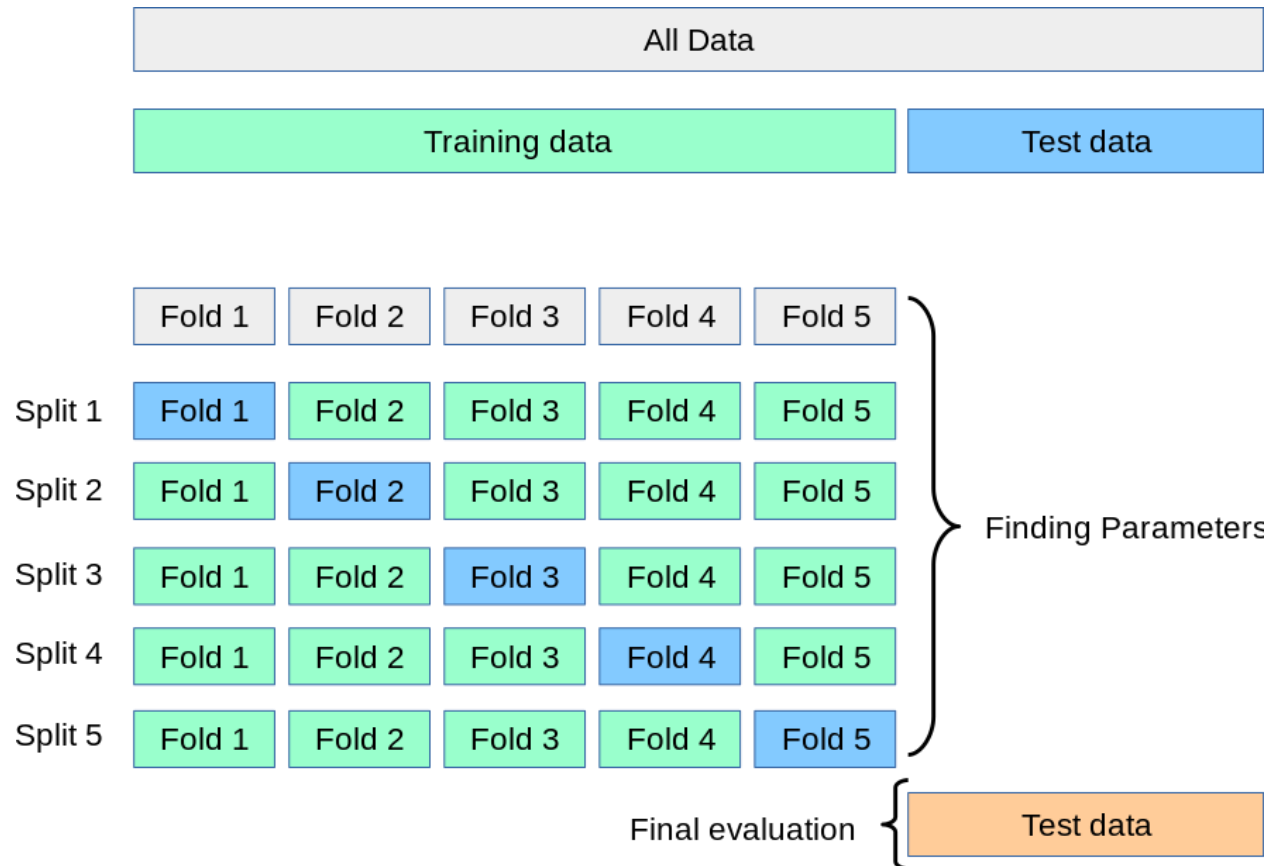 All Data
Training data Test data
Fold 1 Fold 2 Fold 3 Fold 4 Fold 5
Split 1 Fold 1 Fold 2 Fold 3 Fold 4 Fold 5
Split 2 Fold 1 Fold 2 Fold 3 Fold 4 Fold 5
Finding Parameters
Split 3 Fold 1 Fold 2 Fold 3 Fold 4 Fold 5
Split 4 Fold 1 Fold 2 Fold 3 Fold 4 Fold 5
Split 5 Fold 1 Fold 2 Fold 3 Fold 4 Fold 5
Final evaluation Test data